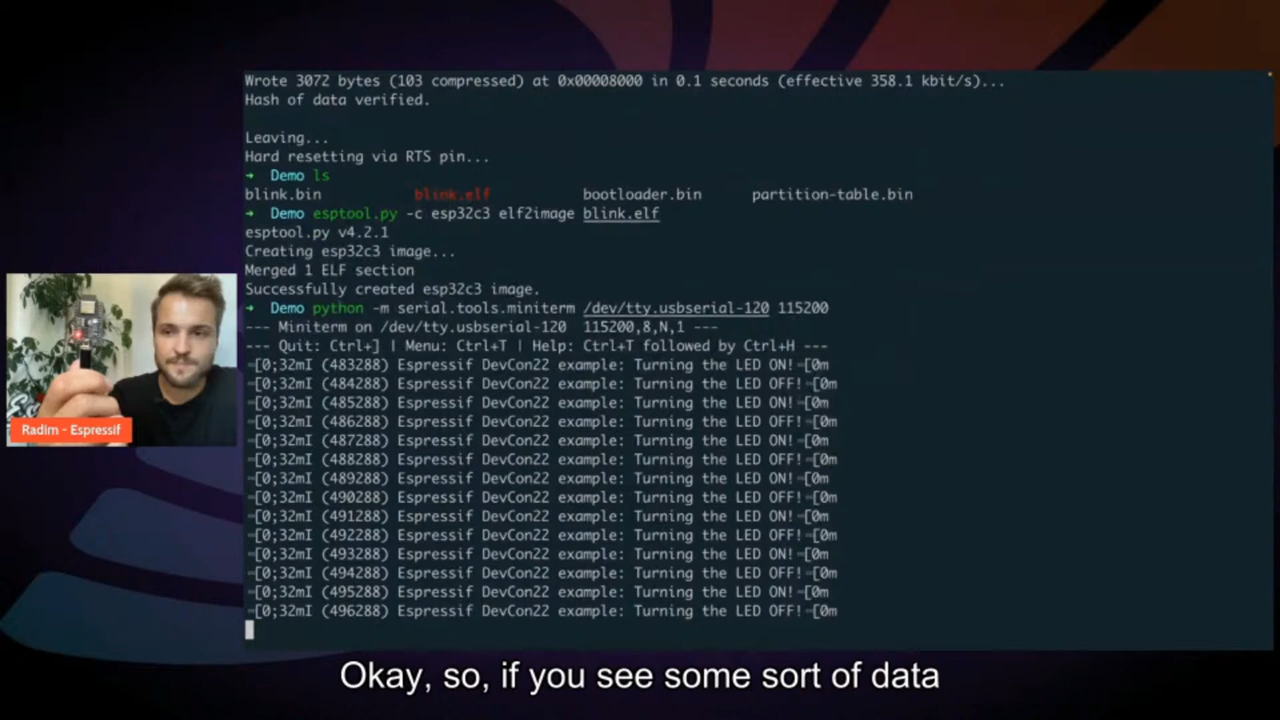 Wrote 3072 bytes (103 compressed) at 0x00008000 in 0.1 seconds (effective 358.1 kbit/s)...
Hash of data verified.
Leaving...
Hard resetting via RTS pin...
→ Demo ls
blink.bin blink.elf bootloader.bin partition-table.bin
→ Demo esptool.py -c esp32c3 elf2image blink.elf
esptool.py v4.2.1
Creating esp32c3 image...
Merged 1 ELF section
Successfully created esp32c3 image.
→ Demo python -m serial.tools.miniterm /dev/tty.usbserial-120 115200
--- Miniterm on /dev/tty.usbserial-120 115200,8,N,1 ---
--- Quit: Ctrl+] | Menu: Ctrl+T | Help: Ctrl+T followed by Ctrl+H ---
[0;32mI (483288) Espressif DevCon22 example: Turning the LED ON! [0m
[0;32mI (484288) Espressif DevCon22 example: Turning the LED OFF! [0m
[0;32mI (485288) Espressif DevCon22 example: Turning the LED ON! [0m
[0;32mI (486288) Espressif DevCon22 example: Turning the LED OFF! [0m
[0;32mI (487288) Espressif DevCon22 example: Turning the LED ON! [0m
[0;32mI (488288) Espressif DevCon22 example: Turning the LED OFF! [0m
[0;32mI (489288) Espressif DevCon22 example: Turning the LED ON! [0m
[0;32mI (490288) Espressif DevCon22 example: Turning the LED OFF! [0m
[0;32mI (491288) Espressif DevCon22 example: Turning the LED ON! [0m
[0;32mI (492288) Espressif DevCon22 example: Turning the LED OFF! [0m
[0;32mI (493288) Espressif DevCon22 example: Turning the LED ON! [0m
[0;32mI (494288) Espressif DevCon22 example: Turning the LED OFF! [0m
[0;32mI (495288) Espressif DevCon22 example: Turning the LED ON! [0m
[0;32mI (496288) Espressif DevCon22 example: Turning the LED OFF! [0m
Radim - Espressif
Okay, so, if you see some sort of data